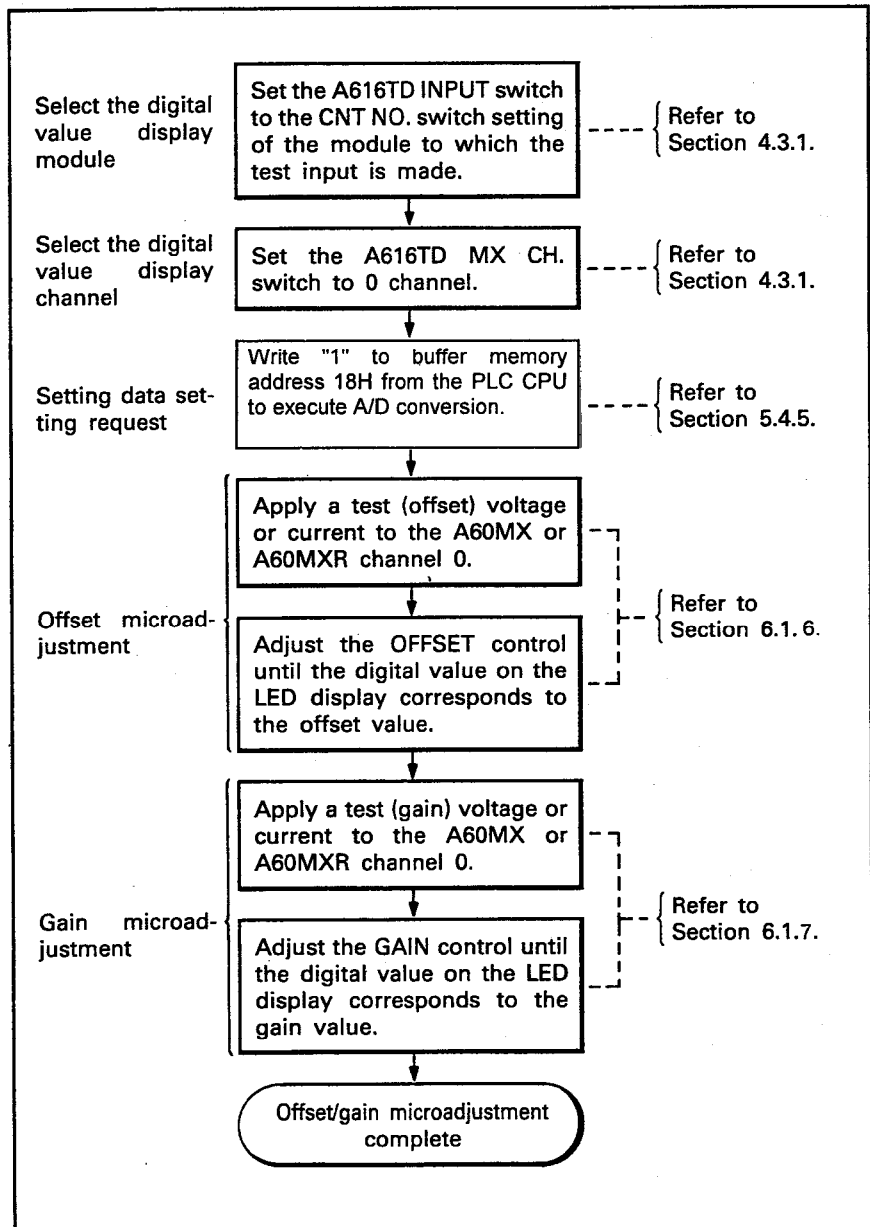 Select the digital
value display
module
Set the A616TD INPUT switch
to the CNT NO. switch setting
of the module to which the
test input is made.
Refer to
Section 4.3.1.
Select the digital
value display
channel
Set the A616TD MX CH.
switch to 0 channel.
Refer to
Section 4.3.1.
Setting data set-
ting request
Write "1" to buffer memory
address 18H from the PLC CPU
to execute A/D conversion.
Refer to
Section 5.4.5.
Offset microad-
justment
Apply a test (offset) voltage
or current to the A60MX or
A60MXR channel 0.
Adjust the OFFSET control
until the digital value on the
LED display corresponds to
the offset value.
Refer to
Section 6.1.6.
Gain microad-
justment
Apply a test (gain) voltage or
current to the A60MX or
A60MXR channel 0.
Adjust the GAIN control until
the digital value on the LED
display corresponds to the
gain value.
Refer to
Section 6.1.7.
Offset/gain microadjustment
complete